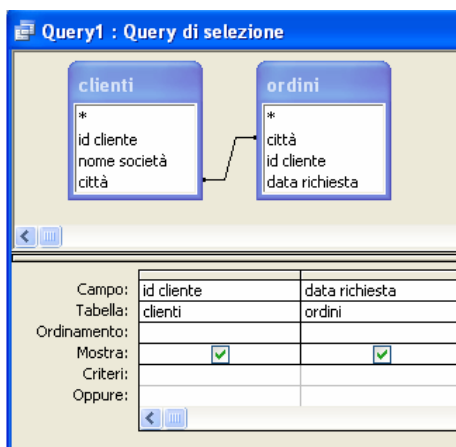 Query1 : Query di selezione
clienti
*
id cliente
nome società
città
ordini
*
città
id cliente
data richiesta
Campo: id cliente data richiesta
Tabella: clienti ordini
Ordinamento:
Mostra:
Criteri:
Oppure: